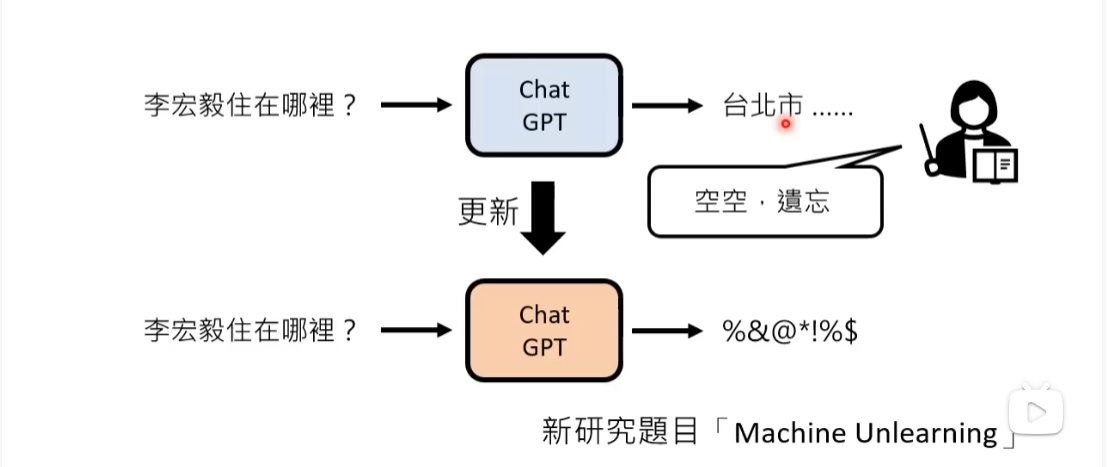 李宏毅住在哪裡？
Chat
GPT
台北市 ......
空空，遺忘
更新
李宏毅住在哪裡？
Chat
GPT
%&@*!%$
新研究題目「Machine Unlearning」